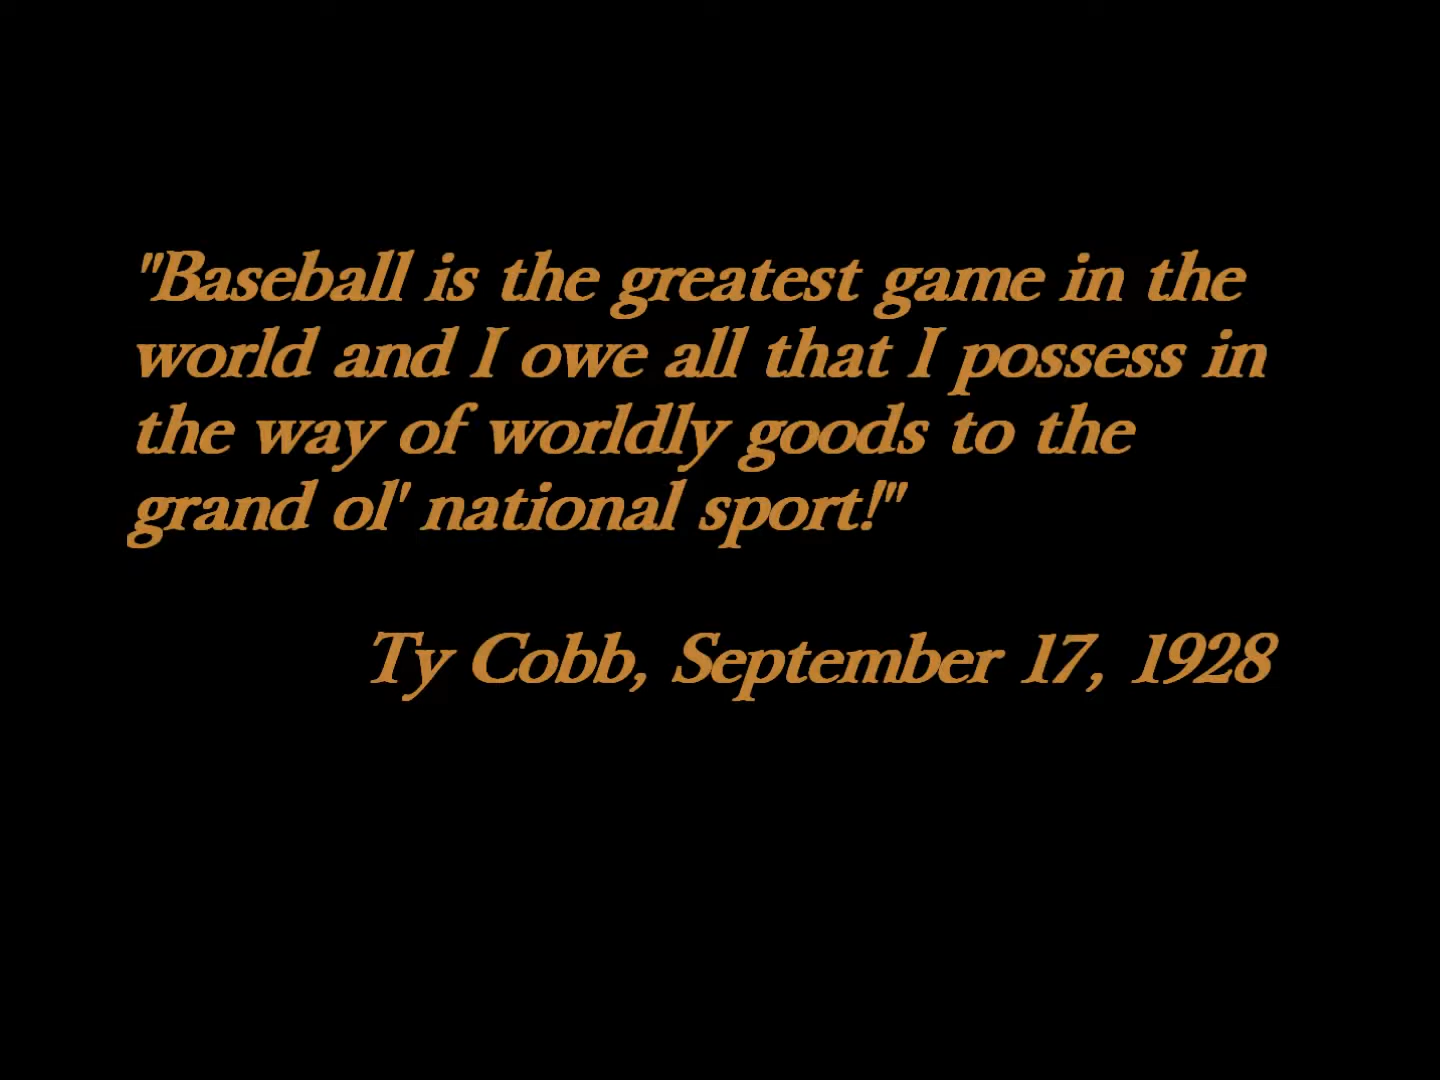 "Baseball is the greatest game in the
world and I owe all that I possess in
the way of worldly goods to the
grand ol' national sport!"
Ty Cobb, September 17, 1928